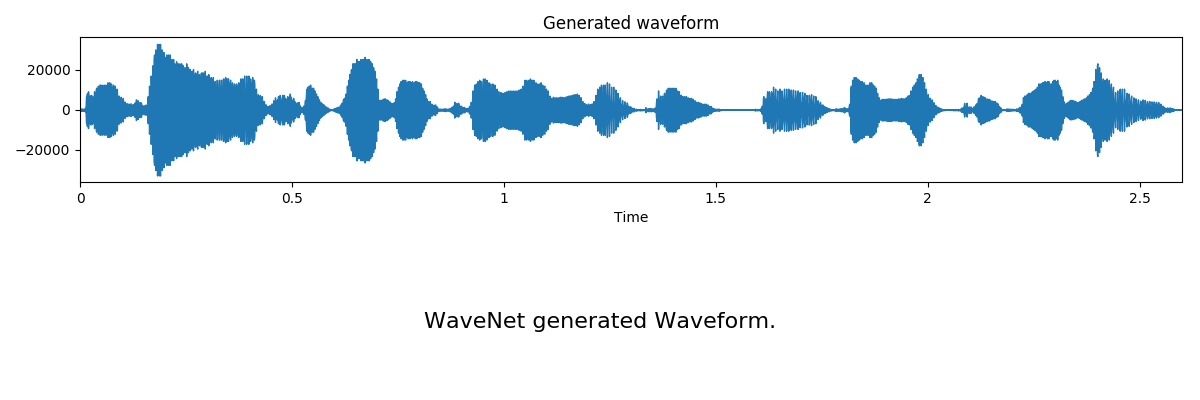 Generated waveform
20000
0
−20000
0 0.5 1 1.5 2 2.5
Time
WaveNet generated Waveform.